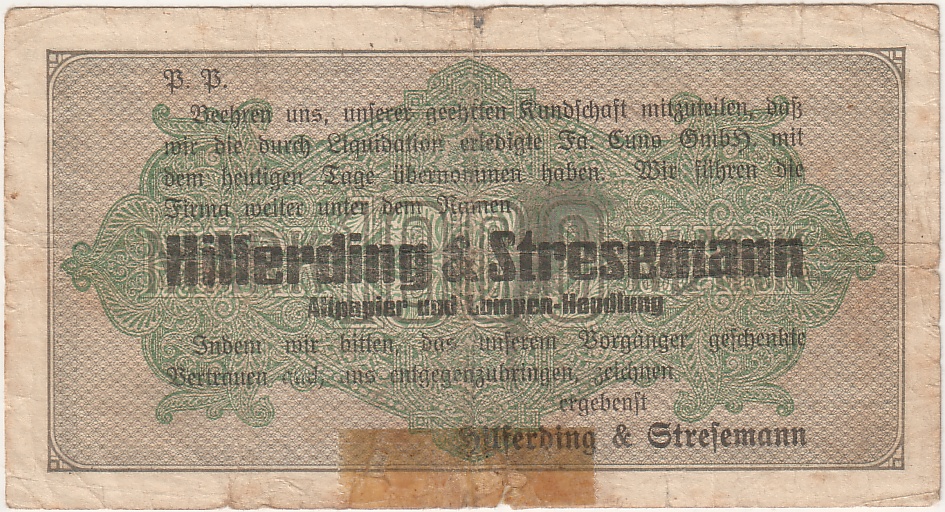 P. P.
Beehren uns, unserer geehrten Kundschaft mitzuteilen, daß
wir die durch Liquidation erledigte Fa. Cuno GmbH. mit
dem heutigen Tage übernommen haben. Wir führen die
Firma weiter unter dem Namen
Hilferding & Stresemann
Altpapier und Lumpen-Handlung
1000
Indem wir bitten, das unserem Vorgänger geschenkte
Vertrauen auch uns entgegenzubringen, zeichnen
ergebenst
Hilferding & Stresemann